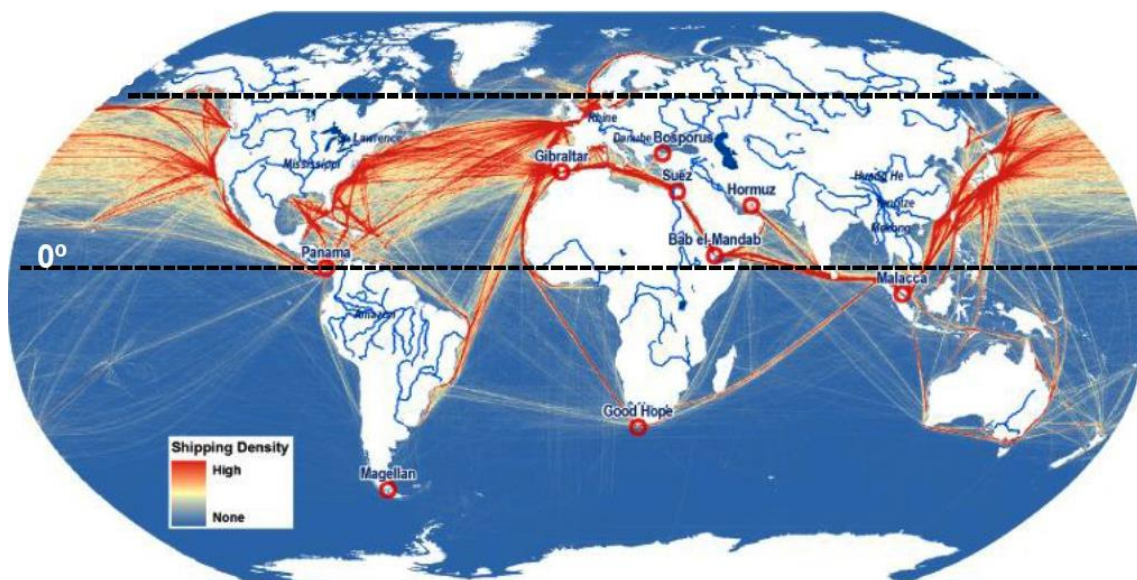 St. Lawrence
Rhine
Mississippi
Danube
Bosporus
Gibraltar
Suez
Hormuz
Huang He
Yangtze
Mekong
Bab el-Mandab
0º
Panama
Malacca
Amazon
Good Hope
Magellan
Shipping Density
High
None